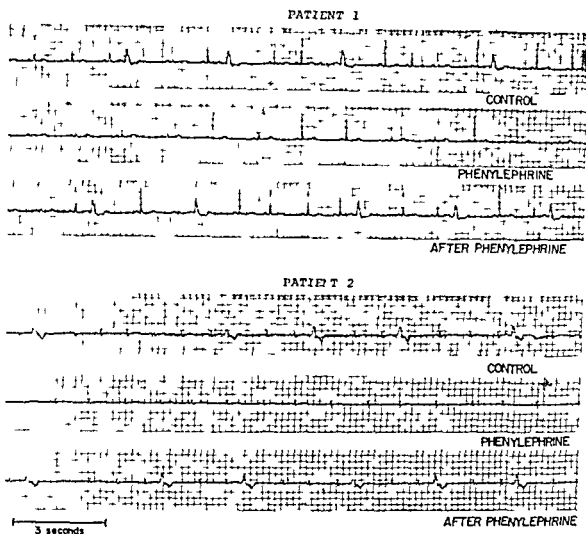 PATIENT 1
CONTROL
PHENYLEPHRINE
AFTER PHENYLEPHRINE
PATIENT 2
CONTROL
PHENYLEPHRINE
AFTER PHENYLEPHRINE
3 seconds